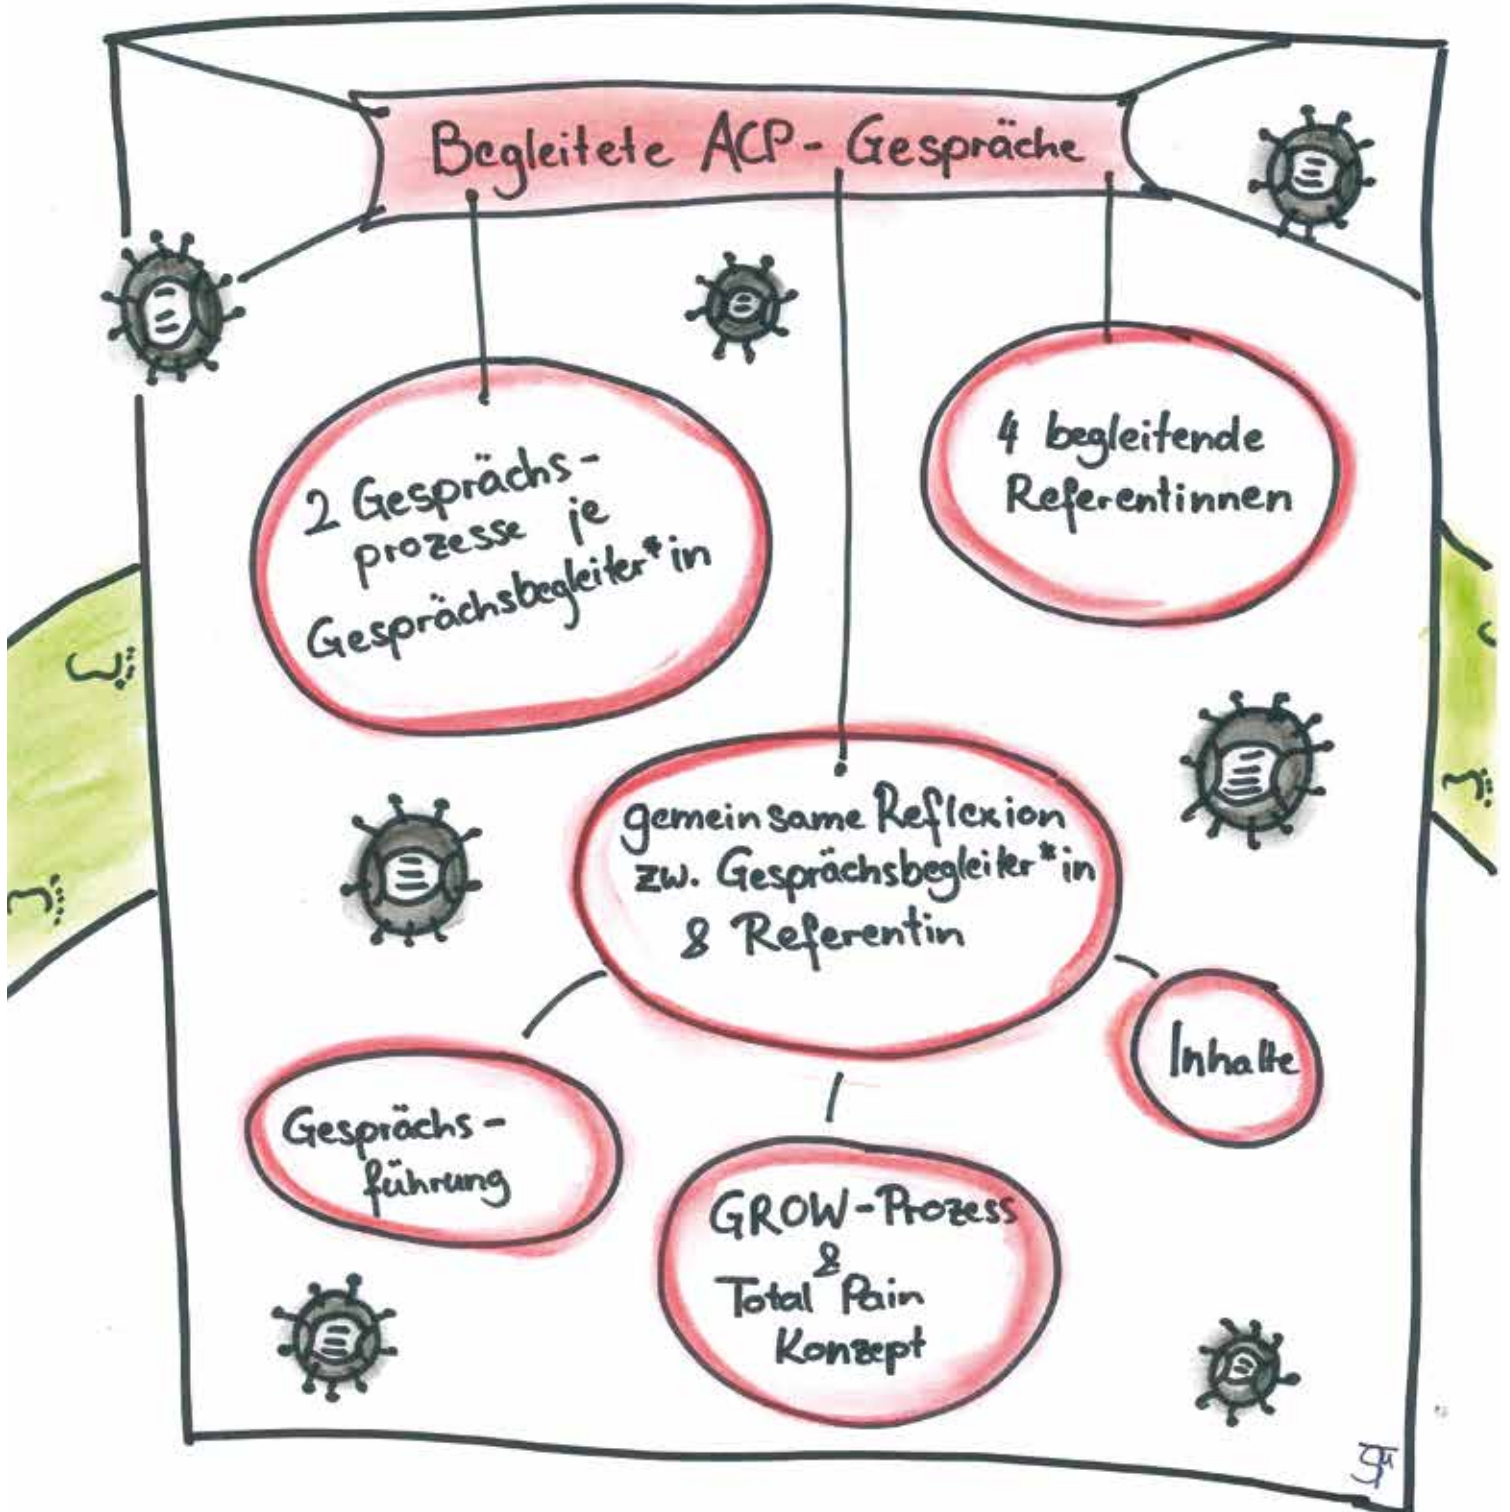 Begleitete ACP-Gespräche
2 Gesprächs-
prozesse je
Gesprächsbegleiter*in
4 begleitende
Referentinnen
gemeinsame Reflexion
zw. Gesprächsbegleiter*in
& Referentin
Gesprächs-
führung
GROW-Prozess
&
Total Pain
Konzept
Inhalte